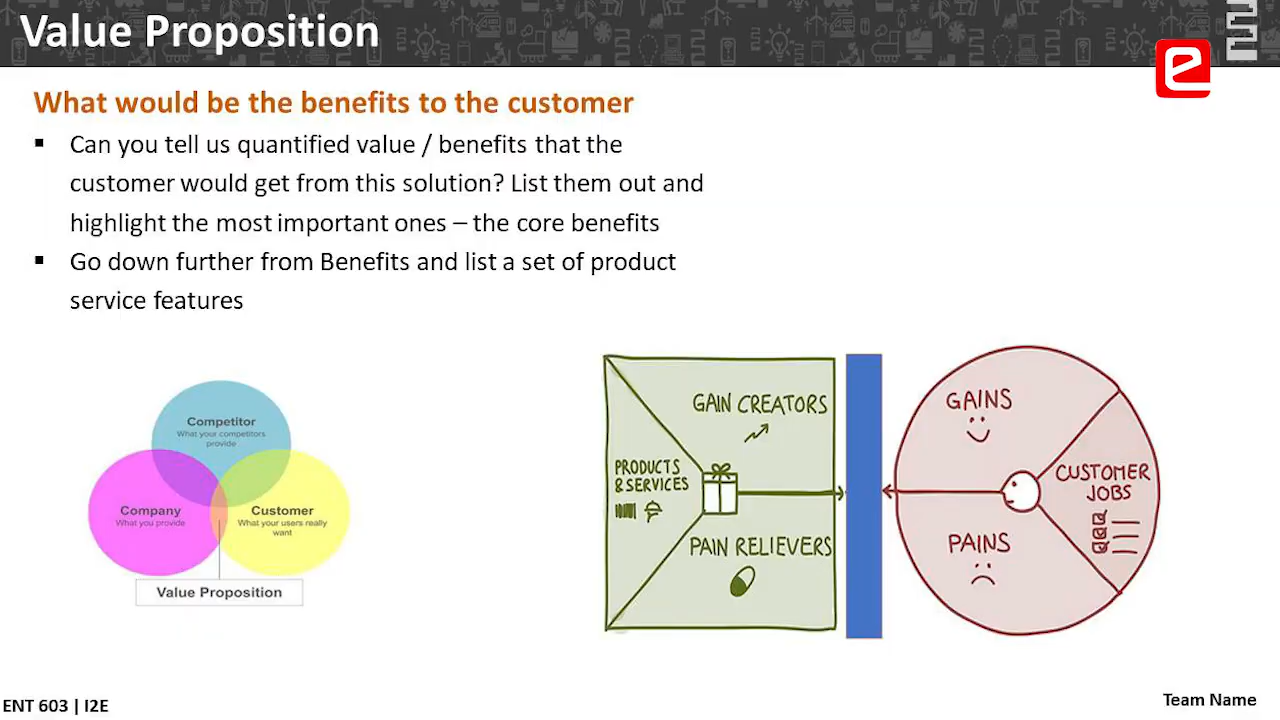 Value Proposition
e
What would be the benefits to the customer
▪ Can you tell us quantified value / benefits that the
customer would get from this solution? List them out and
highlight the most important ones – the core benefits
▪ Go down further from Benefits and list a set of product
service features
Competitor
What your competitors
provide
Company
What you provide
Customer
What your users really
want
Value Proposition
GAIN CREATORS
PRODUCTS
& SERVICES
PAIN RELIEVERS
GAINS
CUSTOMER
JOBS
PAINS
ENT 603 | I2E
Team Name